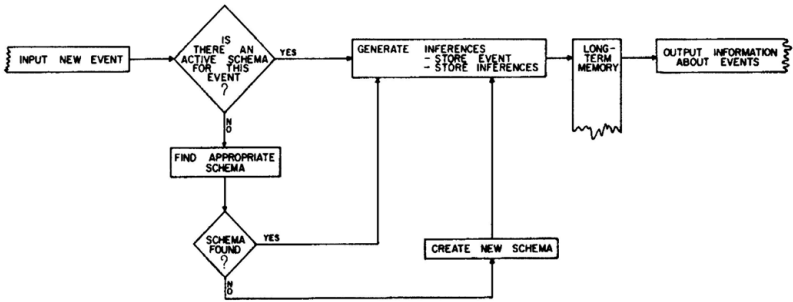 INPUT NEW EVENT
IS
THERE AN
ACTIVE SCHEMA
FOR THIS
EVENT
?
YES
NO
GENERATE INFERENCES
- STORE EVENT
- STORE INFERENCES
LONG-
TERM
MEMORY
OUTPUT INFORMATION
ABOUT EVENTS
FIND APPROPRIATE
SCHEMA
SCHEMA
FOUND
?
YES
NO
CREATE NEW SCHEMA